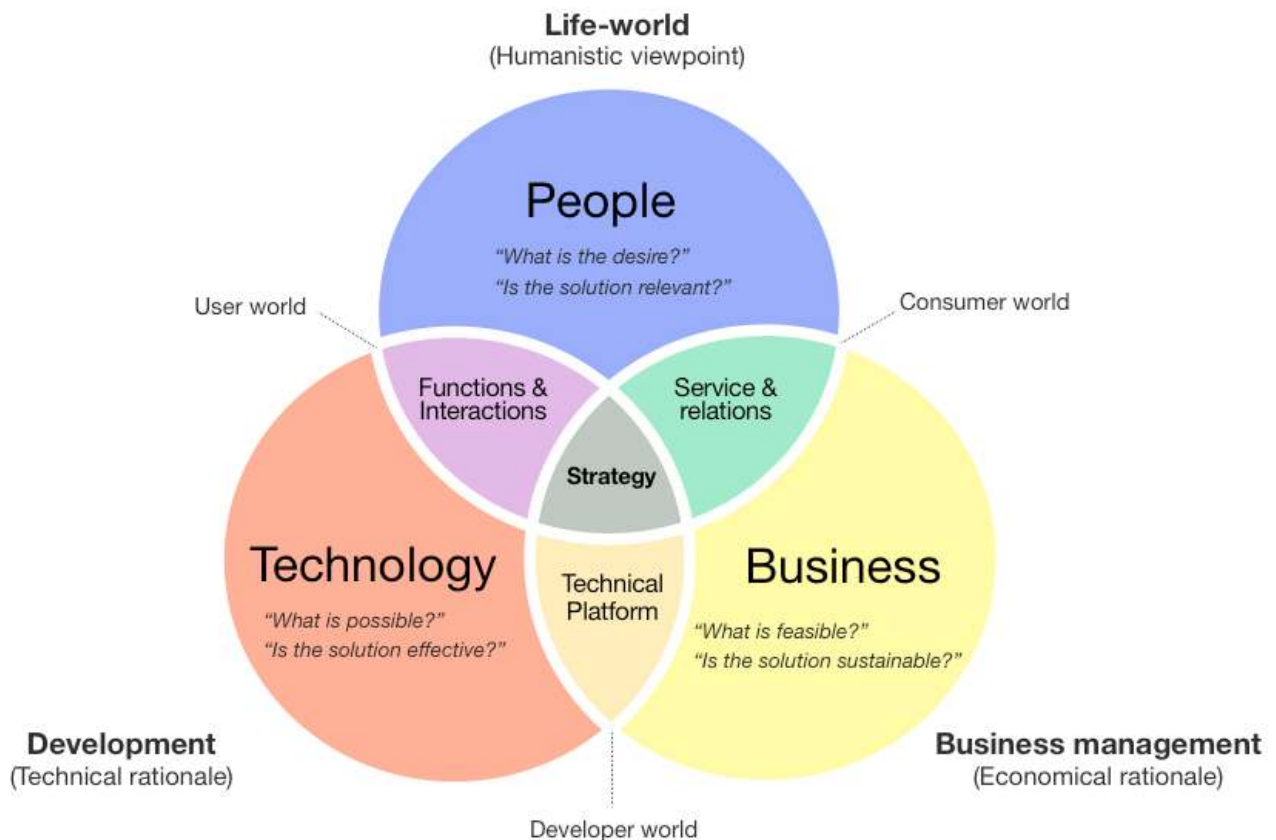 Life-world
(Humanistic viewpoint)
People
“What is the desire?”
“Is the solution relevant?”
User world
Consumer world
Functions &
Interactions
Service &
relations
Strategy
Technology
“What is possible?”
“Is the solution effective?”
Technical
Platform
Business
“What is feasible?”
“Is the solution sustainable?”
Development
(Technical rationale)
Business management
(Economical rationale)
Developer world